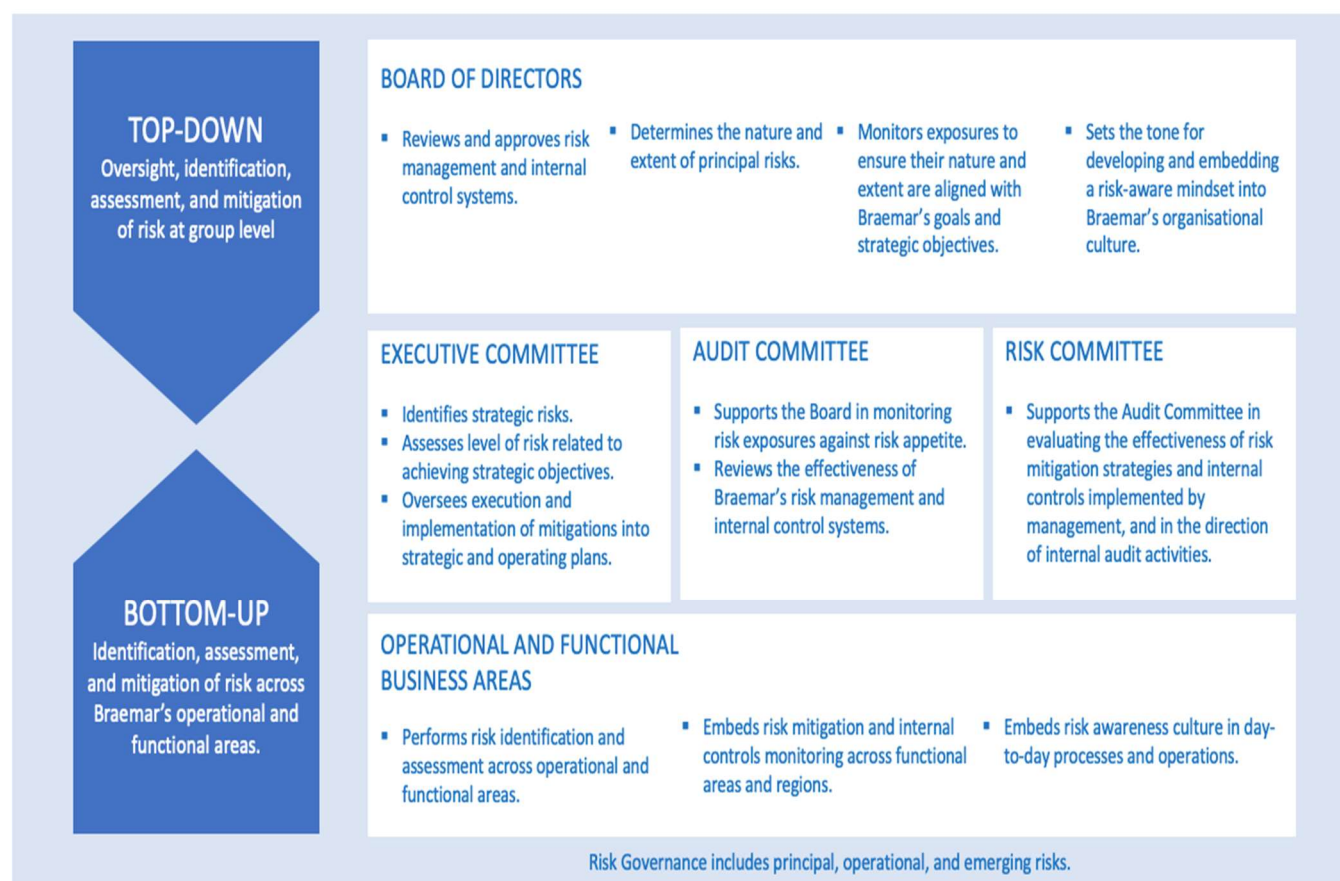 TOP-DOWN
Oversight, identification,
assessment, and mitigation
of risk at group level
BOARD OF DIRECTORS
▪ Reviews and approves risk
management and internal
control systems.
▪ Determines the nature and
extent of principal risks.
▪ Monitors exposures to
ensure their nature and
extent are aligned with
Braemar’s goals and
strategic objectives.
▪ Sets the tone for
developing and embedding
a risk-aware mindset into
Braemar’s organisational
culture.
EXECUTIVE COMMITTEE
▪ Identifies strategic risks.
▪ Assesses level of risk related to
achieving strategic objectives.
▪ Oversees execution and
implementation of mitigations into
strategic and operating plans.
AUDIT COMMITTEE
▪ Supports the Board in monitoring
risk exposures against risk appetite.
▪ Reviews the effectiveness of
Braemar’s risk management and
internal control systems.
RISK COMMITTEE
▪ Supports the Audit Committee in
evaluating the effectiveness of risk
mitigation strategies and internal
controls implemented by
management, and in the direction
of internal audit activities.
BOTTOM-UP
Identification, assessment,
and mitigation of risk across
Braemar’s operational and
functional areas.
OPERATIONAL AND FUNCTIONAL
BUSINESS AREAS
▪ Performs risk identification and
assessment across operational and
functional areas.
▪ Embeds risk mitigation and internal
controls monitoring across functional
areas and regions.
▪ Embeds risk awareness culture in day-
to-day processes and operations.
Risk Governance includes principal, operational, and emerging risks.